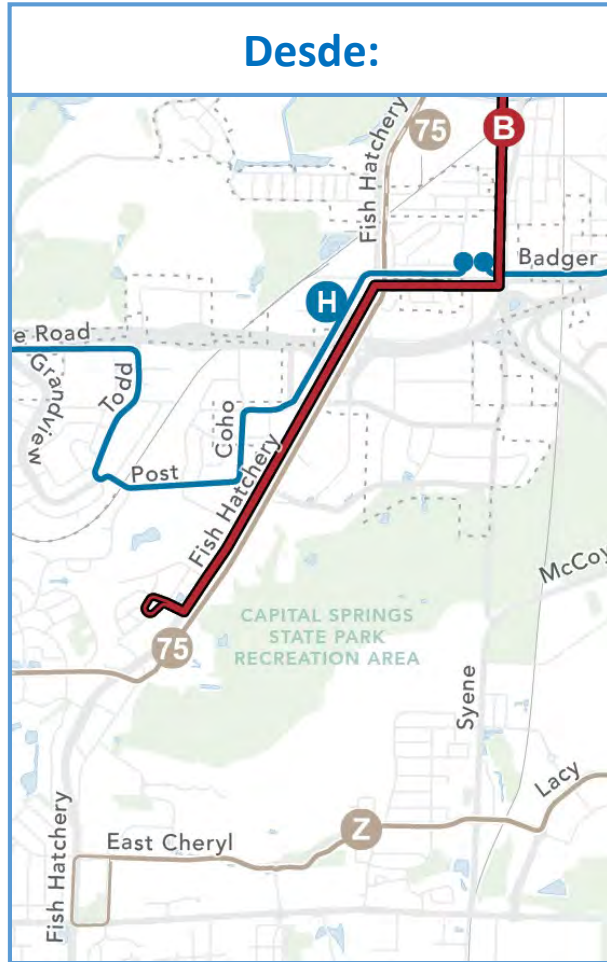 Desde:
Fish Hatchery
75
B
Badger
H
e Road
Grandview
Todd
Coho
Post
Fish Hatchery
McCoy
CAPITAL SPRINGS
STATE PARK
RECREATION AREA
75
Syene
Lacy
Z
East Cheryl
Fish Hatchery